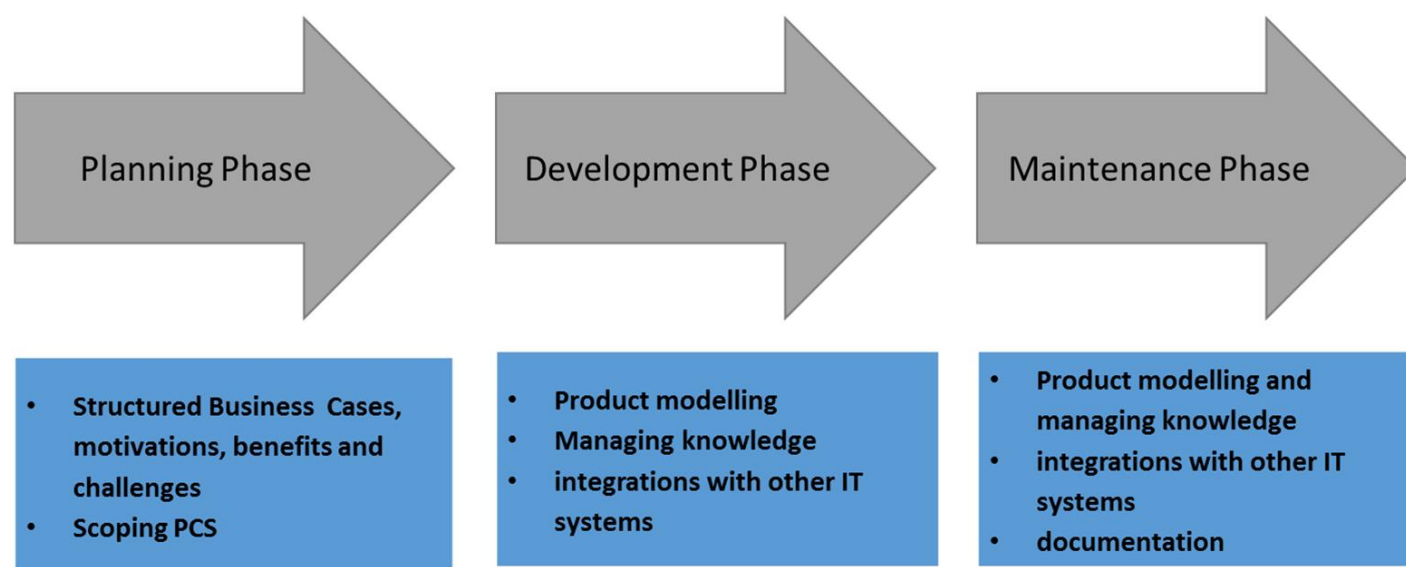 Planning Phase
Development Phase
Maintenance Phase
• Structured Business Cases,
motivations, benefits and
challenges
• Scoping PCS
• Product modelling
• Managing knowledge
• integrations with other IT
systems
• Product modelling and
managing knowledge
• integrations with other IT
systems
• documentation